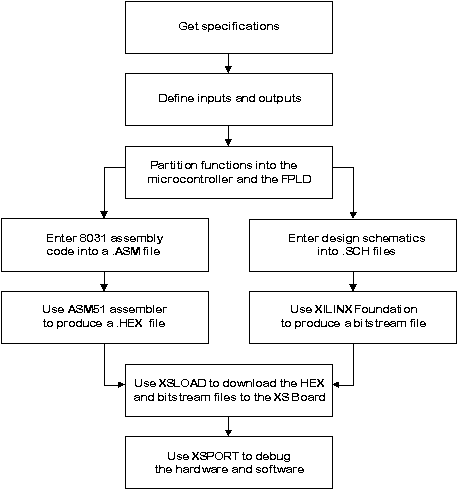 Get specifications
Define inputs and outputs
Partition functions into the
microcontroller and the FPLD
Enter 8031 assembly
code into a .ASM file
Enter design schematics
into .SCH files
Use ASM51 assembler
to produce a .HEX file
Use XILINX Foundation
to produce a bitstream file
Use XSLOAD to download the HEX
and bitstream files to the XS Board
Use XSPORT to debug
the hardware and software